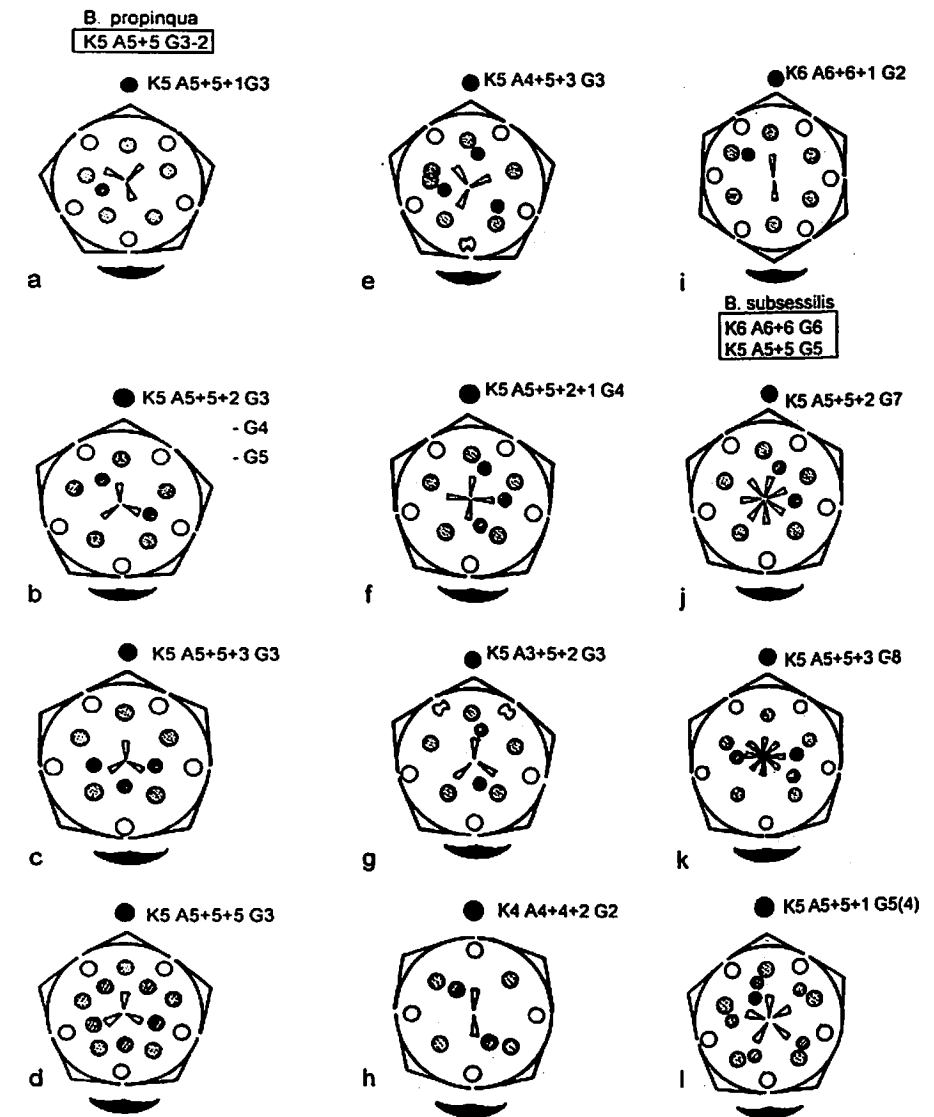 B. propinqua
K5 A5+5 G3-2
K5 A5+5+1G3
a
K5 A5+5+2 G3
- G4
- G5
b
K5 A5+5+3 G3
c
K5 A5+5+5 G3
d
K5 A4+5+3 G3
e
K5 A5+5+2+1 G4
f
K5 A3+5+2 G3
g
K4 A4+4+2 G2
h
K6 A6+6+1 G2
i
B. subsessilis
K6 A6+6 G6
K5 A5+5 G5
K5 A5+5+2 G7
j
K5 A5+5+3 G8
k
K5 A5+5+1 G5(4)
l